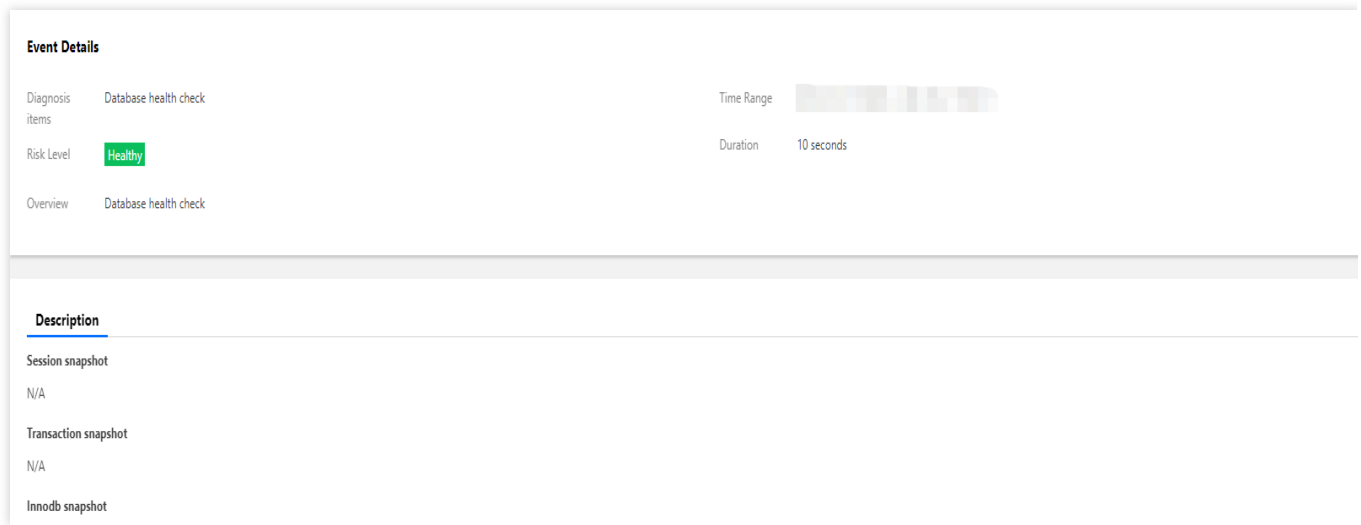 Event Details
Diagnosis items
Database health check
Time Range
Risk Level
Healthy
Duration
10 seconds
Overview
Database health check
Description
Session snapshot
N/A
Transaction snapshot
N/A
Innodb snapshot